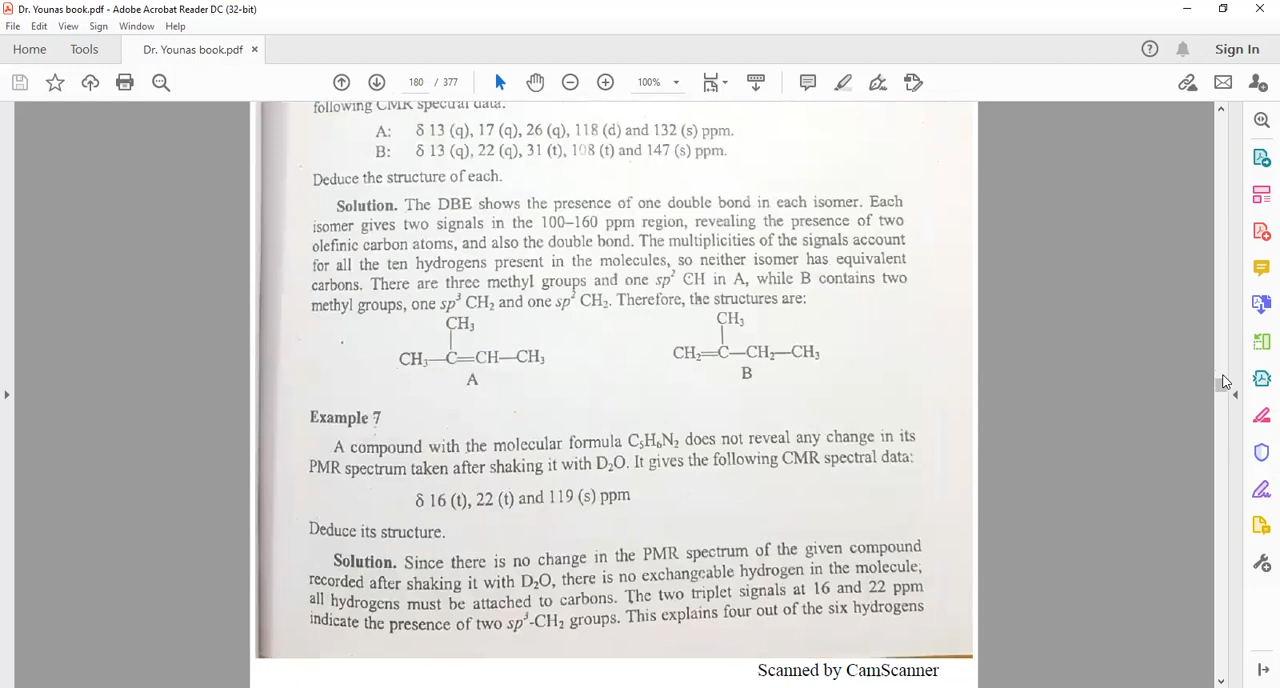 Dr. Younas book.pdf - Adobe Acrobat Reader DC (32-bit)
File Edit View Sign Window Help
Home Tools Dr. Younas book.pdf × Sign In
180 / 377 100%
following CMR spectral data.
A: δ 13 (q), 17 (q), 26 (q), 118 (d) and 132 (s) ppm.
B: δ 13 (q), 22 (q), 31 (t), 108 (t) and 147 (s) ppm.
Deduce the structure of each.
Solution. The DBE shows the presence of one double bond in each isomer. Each
isomer gives two signals in the 100–160 ppm region, revealing the presence of two
olefinic carbon atoms, and also the double bond. The multiplicities of the signals account
for all the ten hydrogens present in the molecules, so neither isomer has equivalent
carbons. There are three methyl groups and one sp² CH in A, while B contains two
methyl groups, one sp³ CH₂ and one sp² CH₂. Therefore, the structures are:
CH₃ CH₃
CH₃—C=CH—CH₃ CH₂=C—CH₂—CH₃
A B
Example 7
A compound with the molecular formula C₅H₆N₂ does not reveal any change in its
PMR spectrum taken after shaking it with D₂O. It gives the following CMR spectral data:
δ 16 (t), 22 (t) and 119 (s) ppm
Deduce its structure.
Solution. Since there is no change in the PMR spectrum of the given compound
recorded after shaking it with D₂O, there is no exchangeable hydrogen in the molecule;
all hydrogens must be attached to carbons. The two triplet signals at 16 and 22 ppm
indicate the presence of two sp³-CH₂ groups. This explains four out of the six hydrogens
Scanned by CamScanner